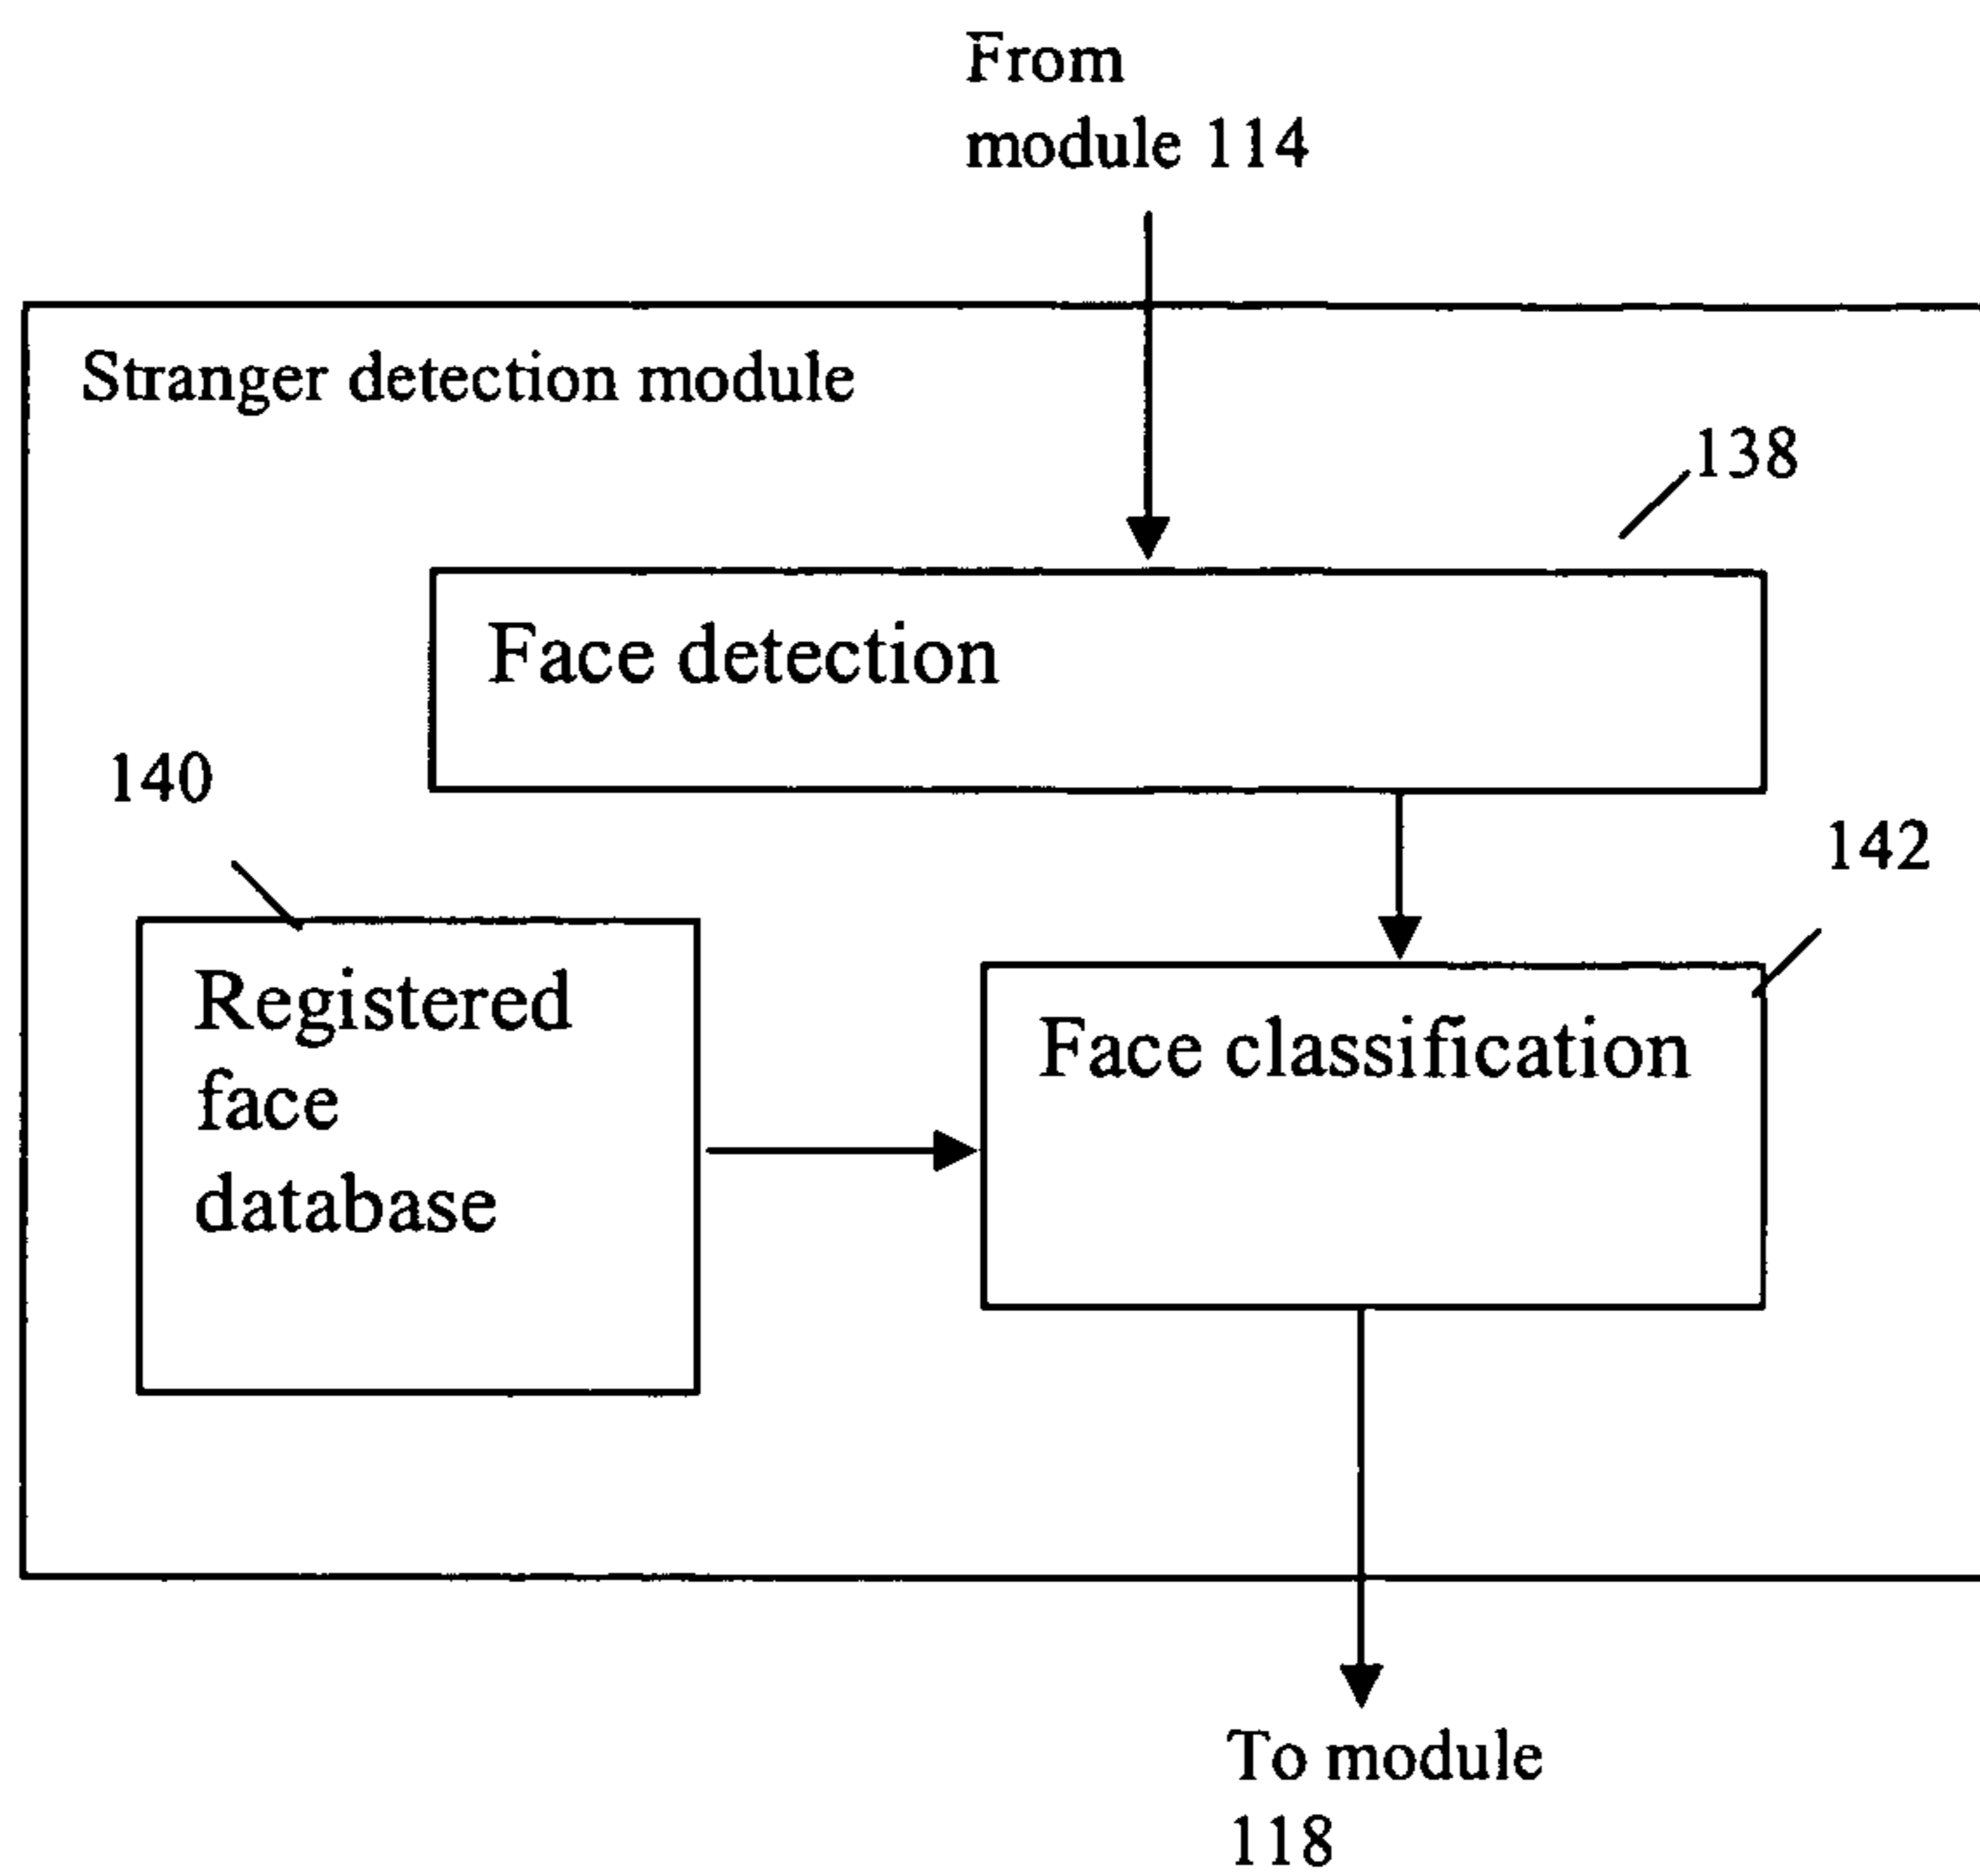 From
module 114
Stranger detection module
138
Face detection
140
142
Registered
face
database
Face classification
To module
118